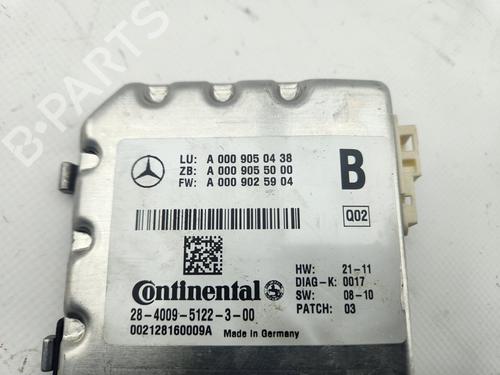 B-PARTS
LU: A 000 905 04 38
ZB: A 000 905 50 00
FW: A 000 902 59 04
B
Q02
Continental
28-4009-5122-3-00
002128160009A Made in Germany
HW: 21-11
DIAG-K: 0017
SW: 08-10
PATCH: 03